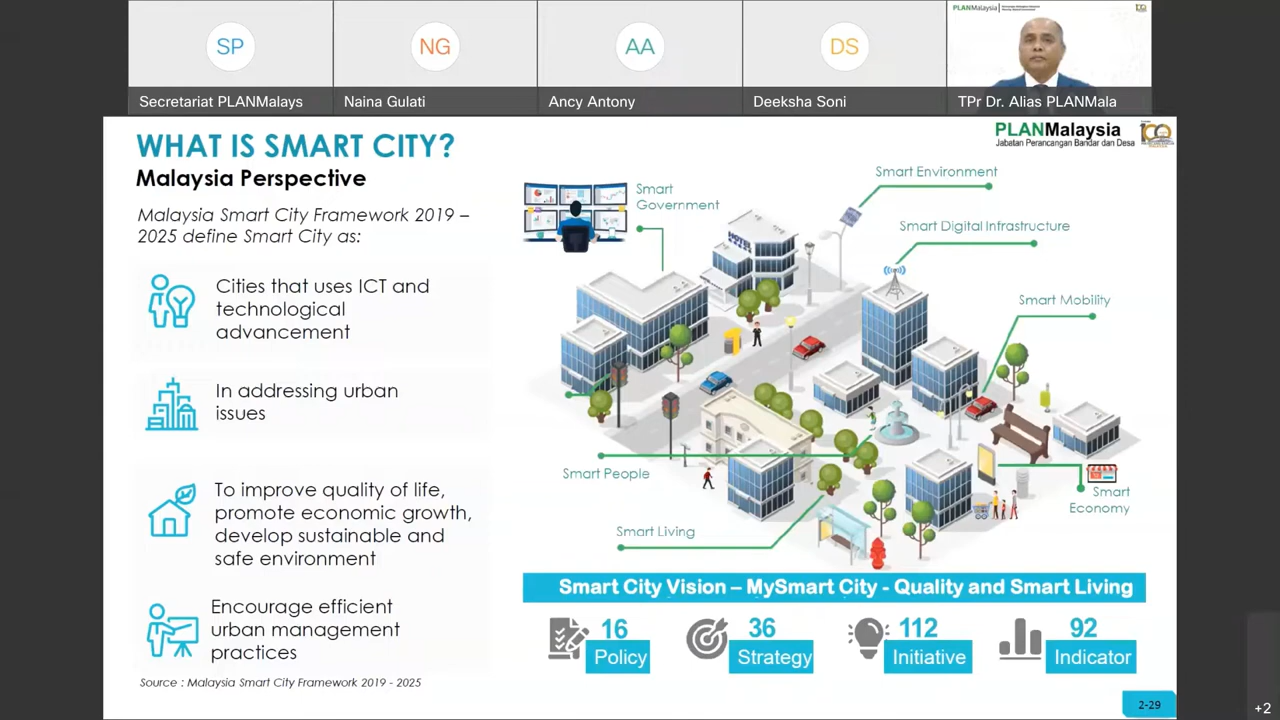 SP
NG
AA
DS
PLANMalaysia
Secretariat PLANMalays
Naina Gulati
Ancy Antony
Deeksha Soni
TPr Dr. Alias PLANMala
WHAT IS SMART CITY?
Malaysia Perspective
PLANMalaysia
Jabatan Perancangan Bandar dan Desa
100
Malaysia Smart City Framework 2019 –
2025 define Smart City as:
Cities that uses ICT and
technological
advancement
In addressing urban
issues
To improve quality of life,
promote economic growth,
develop sustainable and
safe environment
Encourage efficient
urban management
practices
Source : Malaysia Smart City Framework 2019 - 2025
Smart
Government
Smart Environment
Smart Digital Infrastructure
Smart Mobility
HOTEL
Smart People
Smart Living
Smart
Economy
Smart City Vision – MySmart City - Quality and Smart Living
16
Policy
36
Strategy
112
Initiative
92
Indicator
2-29
+2